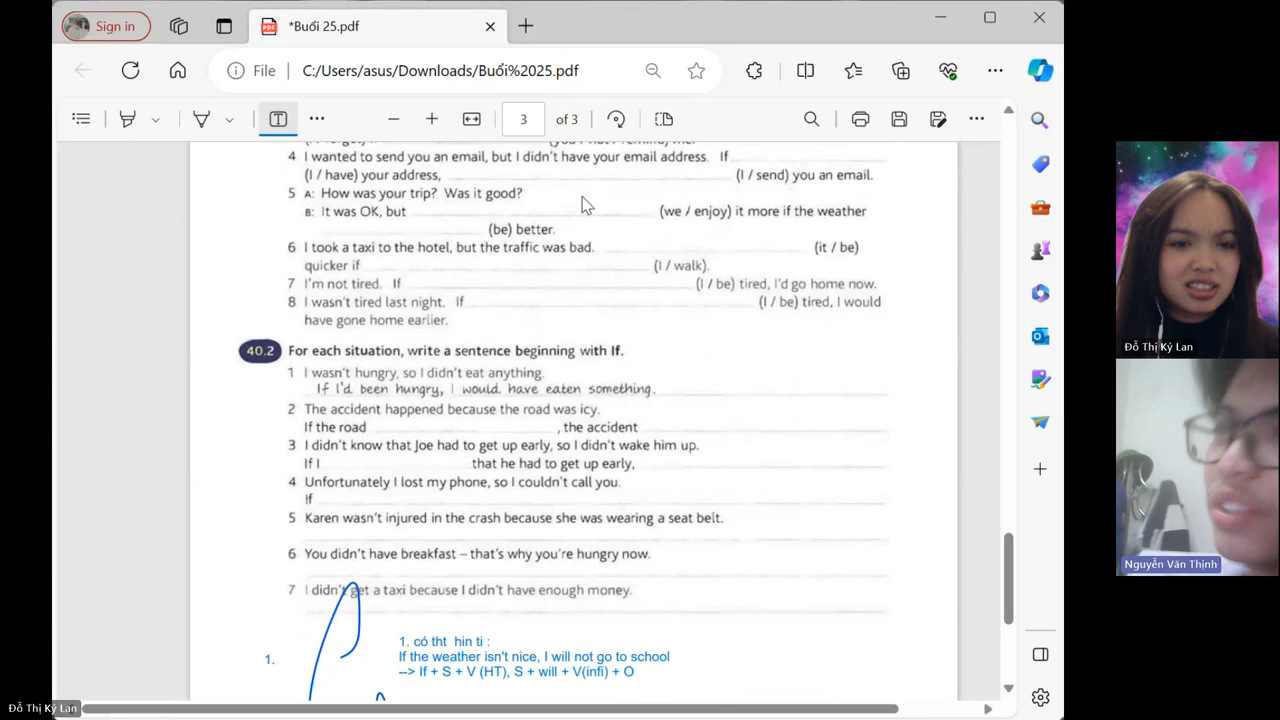 Sign in
*Buổi 25.pdf
File
C:/Users/asus/Downloads/Buổi%2025.pdf
3 of 3
4 I wanted to send you an email, but I didn't have your email address. If
(I / have) your address, (I / send) you an email.
5 A: How was your trip? Was it good?
B: It was OK, but (we / enjoy) it more if the weather
(be) better.
6 I took a taxi to the hotel, but the traffic was bad. (it / be)
quicker if (I / walk).
7 I'm not tired. If (I / be) tired, I'd go home now.
8 I wasn't tired last night. If (I / be) tired, I would
have gone home earlier.
40.2 For each situation, write a sentence beginning with If.
1 I wasn't hungry, so I didn't eat anything.
If I'd been hungry, I would have eaten something.
2 The accident happened because the road was icy.
If the road , the accident
3 I didn't know that Joe had to get up early, so I didn't wake him up.
If I that he had to get up early,
4 Unfortunately I lost my phone, so I couldn't call you.
If
5 Karen wasn't injured in the crash because she was wearing a seat belt.
6 You didn't have breakfast – that's why you're hungry now.
7 I didn't get a taxi because I didn't have enough money.
1. có tht hin ti :
1. If the weather isn't nice, I will not go to school
--> If + S + V (HT), S + will + V(infi) + O
Đỗ Thị Kỷ Lan
Nguyễn Văn Thịnh
Đỗ Thị Kỷ Lan